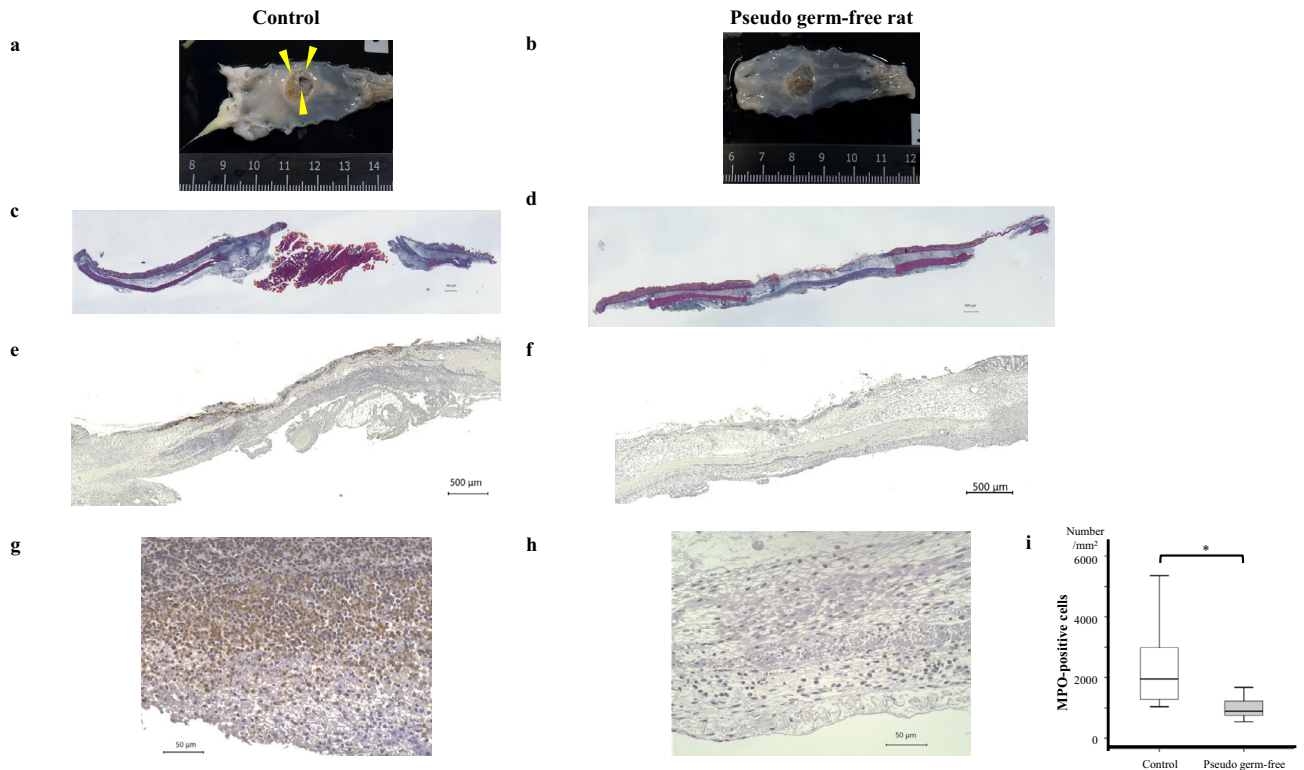 Control
Pseudo germ-free rat
a
b
8 9 10 11 12 13 14
6 7 8 9 10 11 12
c
d
500 μm
e
f
500 μm
500 μm
g
h
i
50 μm
50 μm
Number
/mm²
6000
4000
2000
0
MPO-positive cells
*
Control
Pseudo germ-free